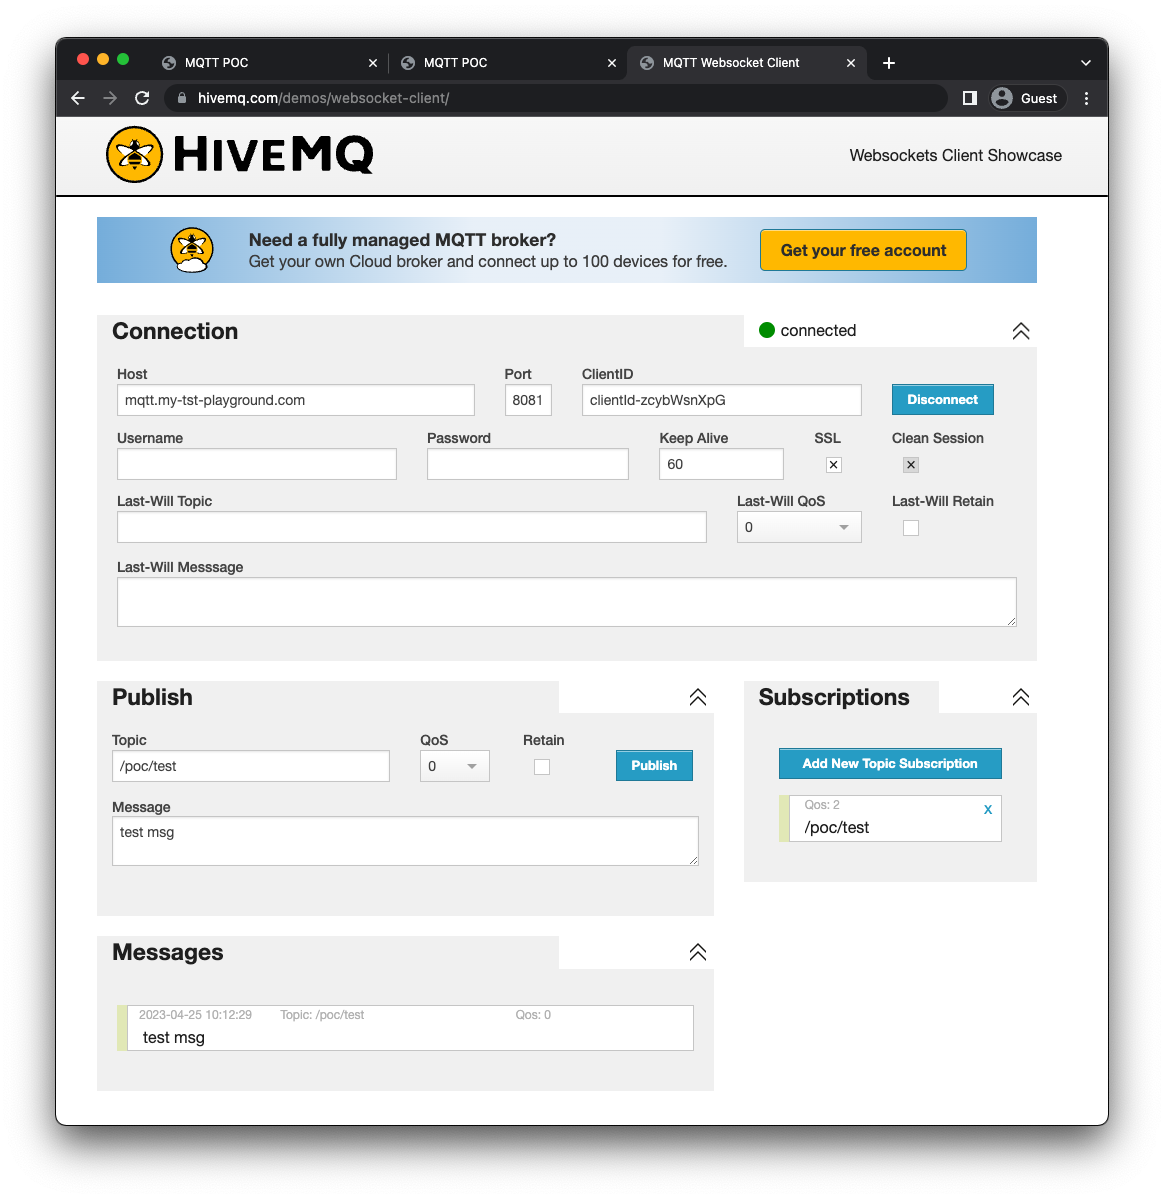 MQTT POC
MQTT POC
MQTT Websocket Client
hivemq.com/demos/websocket-client/
Guest
HIVEMQ
Websockets Client Showcase
Need a fully managed MQTT broker?
Get your own Cloud broker and connect up to 100 devices for free.
Get your free account
Connection
connected
Host
Port
ClientID
mqtt.my-tst-playground.com
8081
clientId-zcybWsnXpG
Disconnect
Username
Password
Keep Alive
SSL
Clean Session
60
Last-Will Topic
Last-Will QoS
Last-Will Retain
0
Last-Will Messsage
Publish
Topic
QoS
Retain
/poc/test
0
Publish
Message
test msg
Subscriptions
Add New Topic Subscription
Qos: 2
x
/poc/test
Messages
2023-04-25 10:12:29
Topic: /poc/test
Qos: 0
test msg